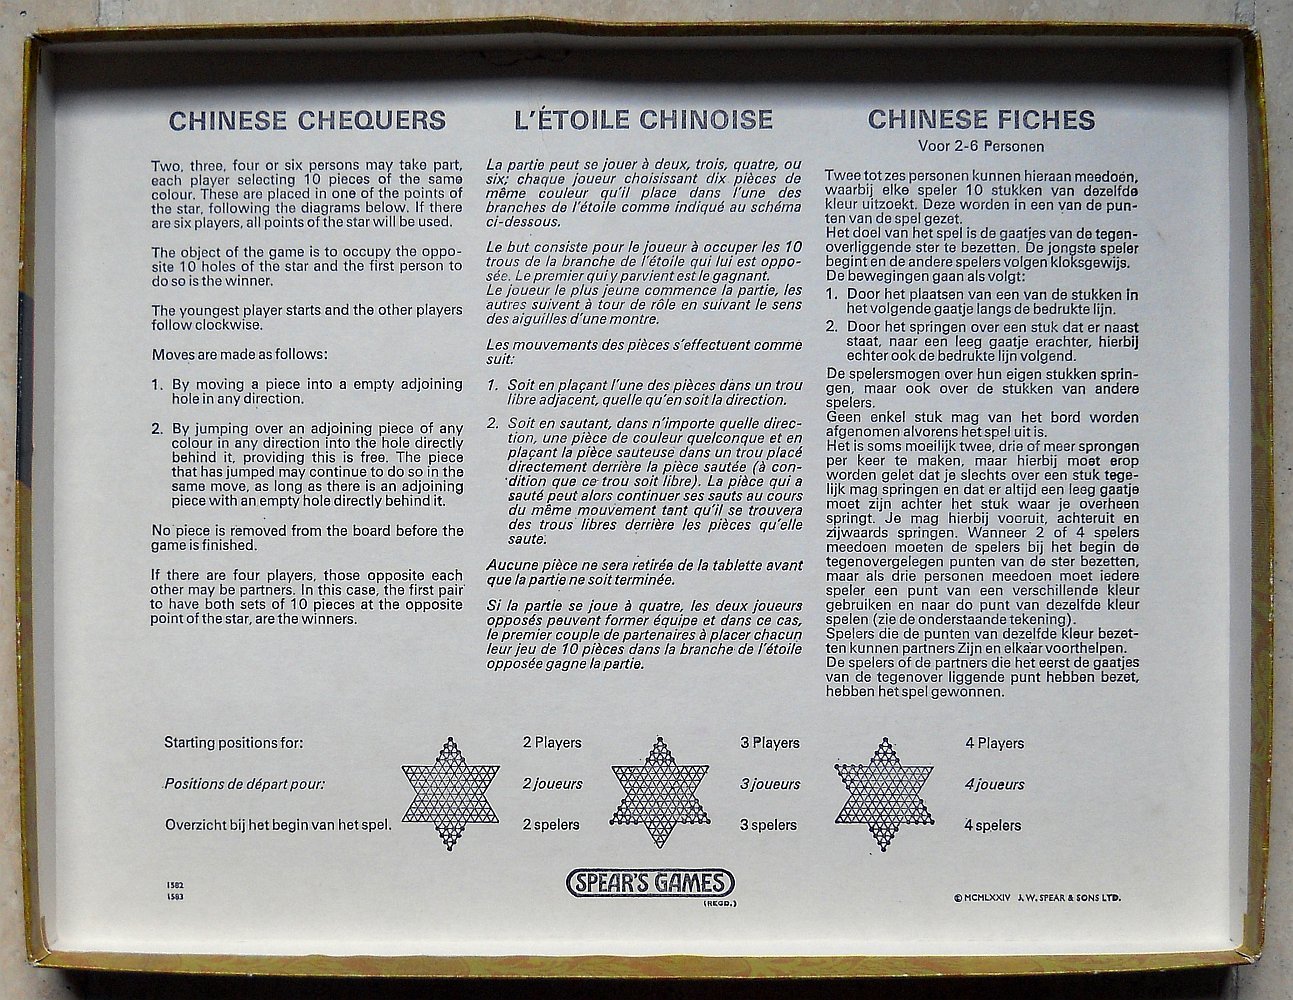 CHINESE CHEQUERS
Two, three, four or six persons may take part,
each player selecting 10 pieces of the same
colour. These are placed in one of the points of
the star, following the diagrams below. If there
are six players, all points of the star will be used.
The object of the game is to occupy the oppo-
site 10 holes of the star and the first person to
do so is the winner.
The youngest player starts and the other players
follow clockwise.
Moves are made as follows:
1. By moving a piece into a empty adjoining
hole in any direction.
2. By jumping over an adjoining piece of any
colour in any direction into the hole directly
behind it, providing this is free. The piece
that has jumped may continue to do so in the
same move, as long as there is an adjoining
piece with an empty hole directly behind it.
No piece is removed from the board before the
game is finished.
If there are four players, those opposite each
other may be partners. In this case, the first pair
to have both sets of 10 pieces at the opposite
point of the star, are the winners.
L'ÉTOILE CHINOISE
La partie peut se jouer à deux, trois, quatre, ou
six; chaque joueur choisissant dix pièces de
même couleur qu'il place dans l'une des
branches de l'étoile comme indiqué au schéma
ci-dessous.
Le but consiste pour le joueur à occuper les 10
trous de la branche de l'étoile qui lui est oppo-
sée. Le premier qui y parvient est le gagnant.
Le joueur le plus jeune commence la partie, les
autres suivent à tour de rôle en suivant le sens
des aiguilles d'une montre.
Les mouvements des pièces s'effectuent comme
suit:
1. Soit en plaçant l'une des pièces dans un trou
libre adjacent, quelle qu'en soit la direction.
2. Soit en sautant, dans n'importe quelle direc-
tion, une pièce de couleur quelconque et en
plaçant la pièce sauteuse dans un trou placé
directement derrière la pièce sautée (à con-
dition que ce trou soit libre). La pièce qui a
sauté peut alors continuer ses sauts au cours
du même mouvement tant qu'il se trouvera
des trous libres derrière les pièces qu'elle
saute.
Aucune pièce ne sera retirée de la tablette avant
que la partie ne soit terminée.
Si la partie se joue à quatre, les deux joueurs
opposés peuvent former équipe et dans ce cas,
le premier couple de partenaires à placer chacun
leur jeu de 10 pièces dans la branche de l'étoile
opposée gagne la partie.
CHINESE FICHES
Voor 2-6 Personen
Twee tot zes personen kunnen hieraan meedoen,
waarbij elke speler 10 stukken van dezelfde
kleur uitzoekt. Deze worden in een van de pun-
ten van de spel gezet.
Het doel van het spel is de gaatjes van de tegen-
overliggende ster te bezetten. De jongste speler
begint en de andere spelers volgen kloksgewijs.
De bewegingen gaan als volgt:
1. Door het plaatsen van een van de stukken in
het volgende gaatje langs de bedrukte lijn.
2. Door het springen over een stuk dat er naast
staat, naar een leeg gaatje erachter, hierbij
echter ook de bedrukte lijn volgend.
De spelersmogen over hun eigen stukken sprin-
gen, maar ook over de stukken van andere
spelers.
Geen enkel stuk mag van het bord worden
afgenomen alvorens het spel uit is.
Het is soms moeilijk twee, drie of meer sprongen
per keer te maken, maar hierbij moet erop
worden gelet dat je slechts over een stuk tege-
lijk mag springen en dat er altijd een leeg gaatje
moet zijn achter het stuk waar je overheen
springt. Je mag hierbij vooruit, achteruit en
zijwaards springen. Wanneer 2 of 4 spelers
meedoen moeten de spelers bij het begin de
tegenovergelegen punten van de ster bezetten,
maar als drie personen meedoen moet iedere
speler een punt van een verschillende kleur
gebruiken en naar do punt van dezelfde kleur
spelen (zie de onderstaande tekening).
Spelers die de punten van dezelfde kleur bezet-
ten kunnen partners Zijn en elkaar voorthelpen.
De spelers of de partners die het eerst de gaatjes
van de tegenover liggende punt hebben bezet,
hebben het spel gewonnen.
Starting positions for:
Positions de départ pour:
Overzicht bij het begin van het spel.
2 Players
2 joueurs
2 spelers
3 Players
3 joueurs
3 spelers
4 Players
4 joueurs
4 spelers
1582
1583
SPEAR'S GAMES
(REGD.)
© MCMLXXIV J. W. SPEAR & SONS LTD.